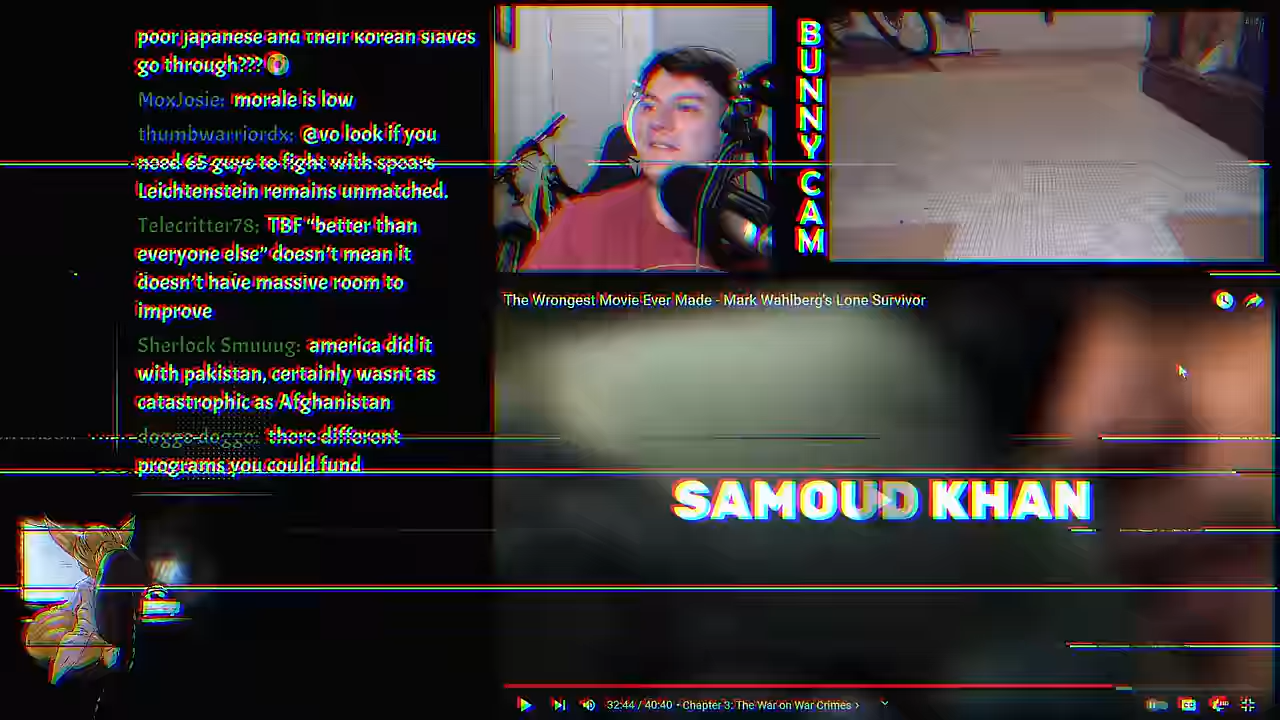 poor Japanese and their Korean slaves
go through???
MoxJosie: morale is low
thumbwarriordx: @vo look if you
need 65 guys to fight with spears
Leichtenstein remains unmatched.
Telecritter78: TBF “better than
everyone else” doesn’t mean it
doesn’t have massive room to
improve
Sherlock Smuuug: america did it
with pakistan, certainly wasnt as
catastrophic as Afghanistan
doggo doggo: there different
programs you could fund
BUNNY CAM
The Wrongest Movie Ever Made - Mark Wahlberg's Lone Survivor
SAMOUD KHAN
32:44 / 40:40 • Chapter 3: The War on War Crimes ›